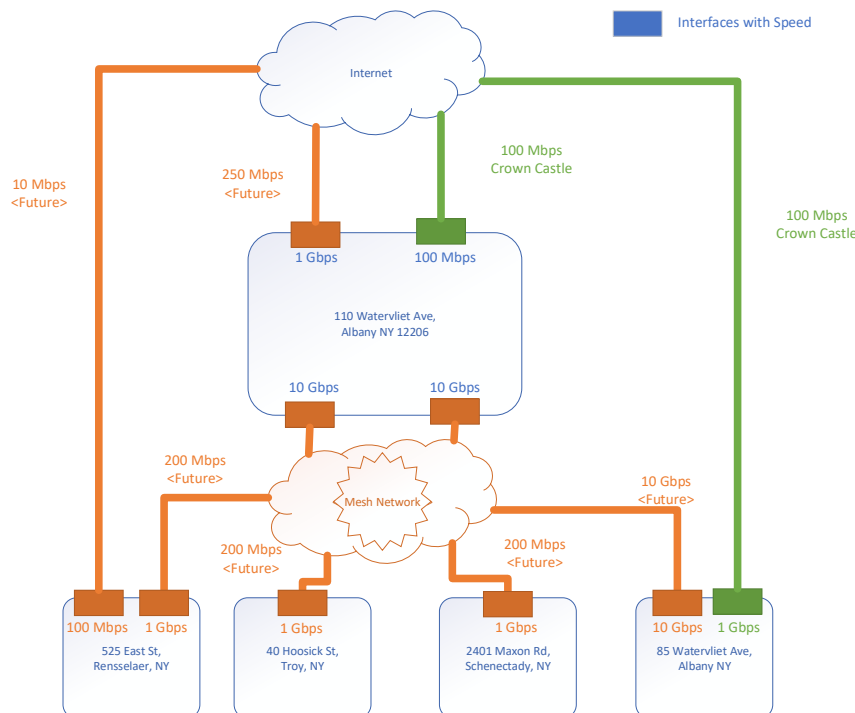 Interfaces with Speed
Internet
10 Mbps
<Future>
250 Mbps
<Future>
100 Mbps
Crown Castle
100 Mbps
Crown Castle
1 Gbps
100 Mbps
110 Watervliet Ave,
Albany NY 12206
10 Gbps
10 Gbps
200 Mbps
<Future>
Mesh Network
10 Gbps
<Future>
200 Mbps
<Future>
200 Mbps
<Future>
100 Mbps
1 Gbps
1 Gbps
1 Gbps
10 Gbps
1 Gbps
525 East St,
Rensselaer, NY
40 Hoosick St,
Troy, NY
2401 Maxon Rd,
Schenectady, NY
85 Watervliet Ave,
Albany NY